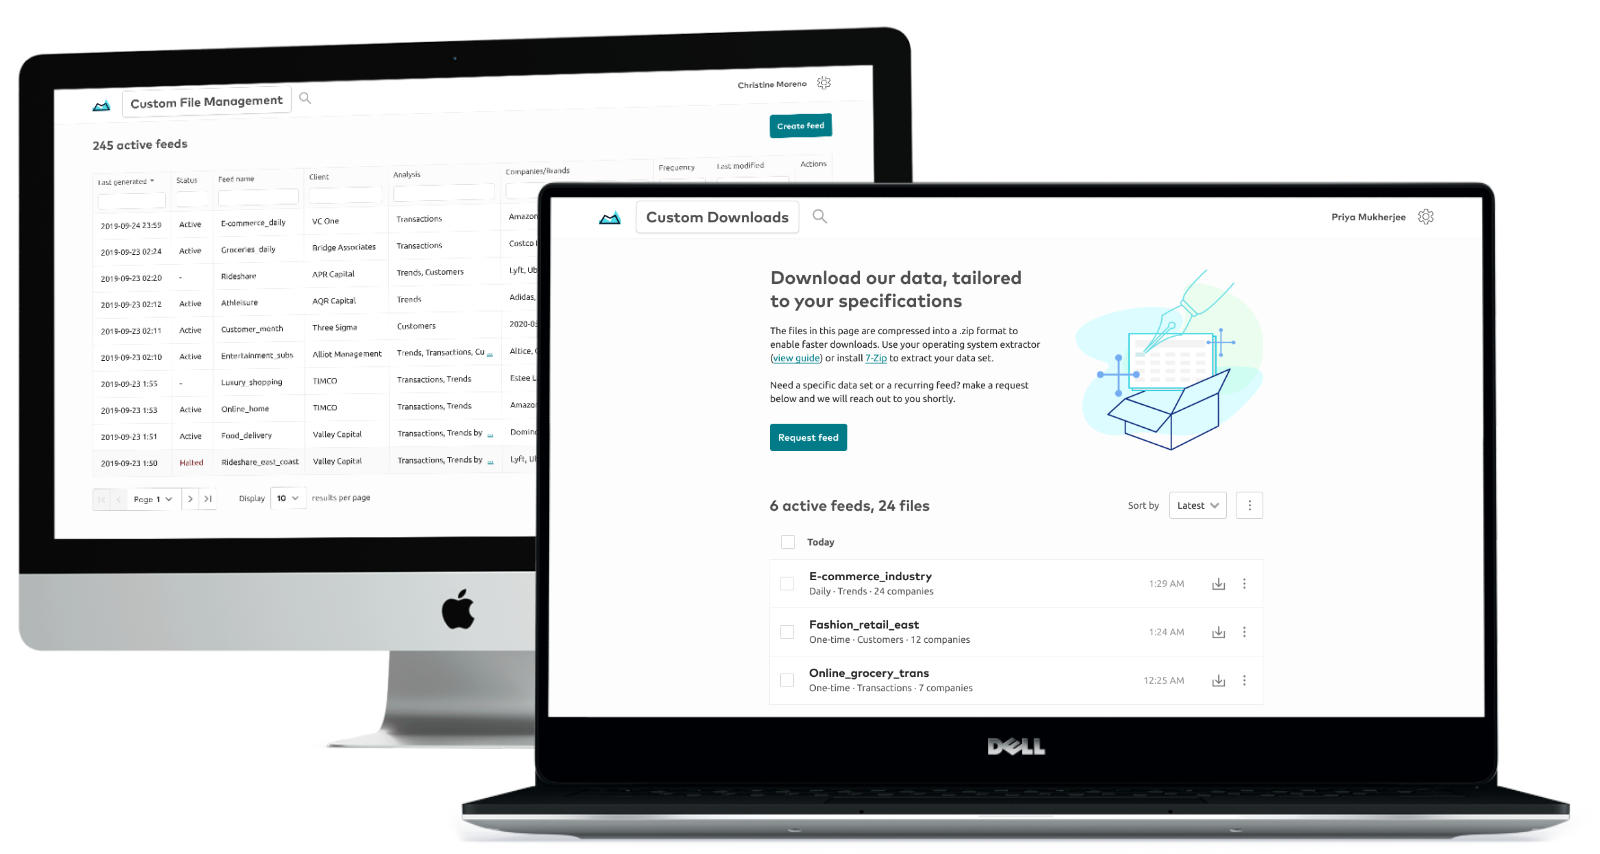 Custom File Management
Christine Moreno
245 active feeds
Create feed
Last generated Status Feed name Client Analysis Companies/Brands Frequency Last modified Actions
2019-09-24 23:59 Active E-commerce_daily VC One Transactions Amazon
2019-09-23 02:24 Active Groceries_daily Bridge Associates Transactions Costco
2019-09-23 02:20 - Rideshare APR Capital Trends, Customers Lyft, Ub
2019-09-23 02:12 Active Athleisure AQR Capital Trends Adidas,
2019-09-23 02:11 Active Customer_month Three Sigma Customers 2020-0
2019-09-23 02:10 Active Entertainment_subs Alliot Management Trends, Transactions, Cu ... Altice,
2019-09-23 1:55 - Luxury_shopping TIMCO Transactions, Trends Estee L
2019-09-23 1:53 Active Online_home TIMCO Transactions, Trends Amazo
2019-09-23 1:51 Active Food_delivery Valley Capital Transactions, Trends by ... Domin
2019-09-23 1:50 Halted Rideshare_east_coast Valley Capital Transactions, Trends by ... Lyft, Ub
Page 1 Display 10 results per page
Custom Downloads
Priya Mukherjee
Download our data, tailored
to your specifications
The files in this page are compressed into a .zip format to
enable faster downloads. Use your operating system extractor
(view guide) or install 7-Zip to extract your data set.
Need a specific data set or a recurring feed? make a request
below and we will reach out to you shortly.
Request feed
6 active feeds, 24 files
Sort by Latest
Today
E-commerce_industry
Daily · Trends · 24 companies
1:29 AM
Fashion_retail_east
One-time · Customers · 12 companies
1:24 AM
Online_grocery_trans
One-time · Transactions · 7 companies
12:25 AM
DELL